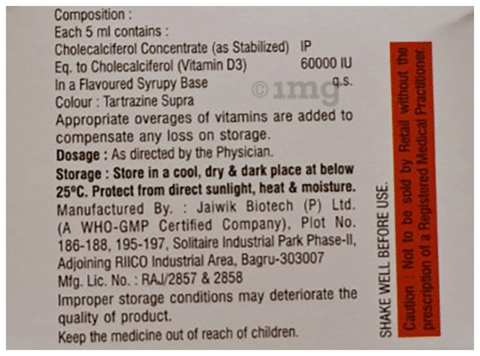 Composition :
Each 5 ml contains :
Cholecalciferol Concentrate (as Stabilized) IP
Eq. to Cholecalciferol (Vitamin D3) 60000 IU
In a Flavoured Syrupy Base q.s.
Colour : Tartrazine Supra
Appropriate overages of vitamins are added to
compensate any loss on storage.
Dosage : As directed by the Physician.
Storage : Store in a cool, dry & dark place at below
25ºC. Protect from direct sunlight, heat & moisture.
Manufactured By. : Jaiwik Biotech (P) Ltd.
(A WHO-GMP Certified Company), Plot No.
186-188, 195-197, Solitaire Industrial Park Phase-II,
Adjoining RIICO Industrial Area, Bagru-303007
Mfg. Lic. No. : RAJ/2857 & 2858
Improper storage conditions may deteriorate the
quality of product.
Keep the medicine out of reach of children.
SHAKE WELL BEFORE USE.
Caution : Not to be sold by Retail without the
prescription of a Registered Medical Practitioner.
© 1mg